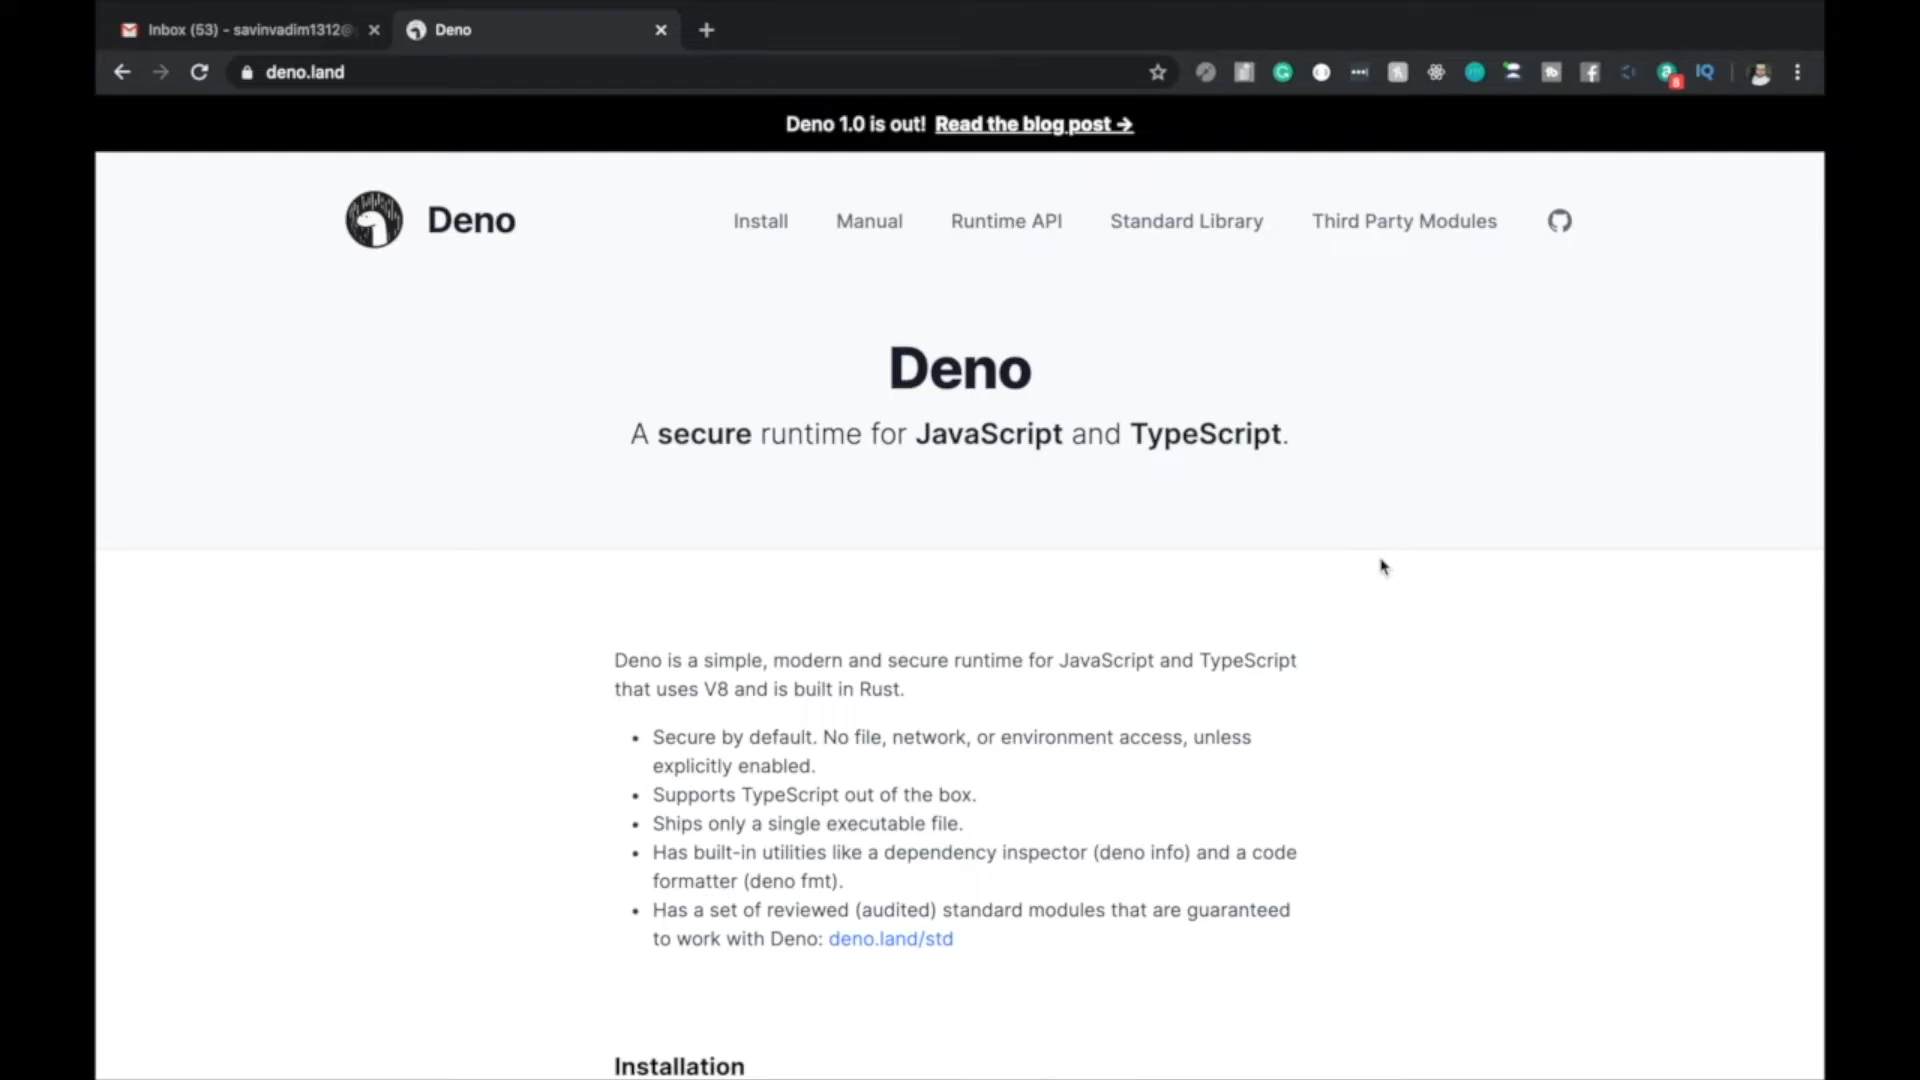 Inbox (53) - savinvadim1312@
Deno
deno.land
IQ
Deno 1.0 is out! Read the blog post →
Deno
Install
Manual
Runtime API
Standard Library
Third Party Modules
Deno
A secure runtime for JavaScript and TypeScript.
Deno is a simple, modern and secure runtime for JavaScript and TypeScript
that uses V8 and is built in Rust.
• Secure by default. No file, network, or environment access, unless
explicitly enabled.
• Supports TypeScript out of the box.
• Ships only a single executable file.
• Has built-in utilities like a dependency inspector (deno info) and a code
formatter (deno fmt).
• Has a set of reviewed (audited) standard modules that are guaranteed
to work with Deno: deno.land/std
Installation